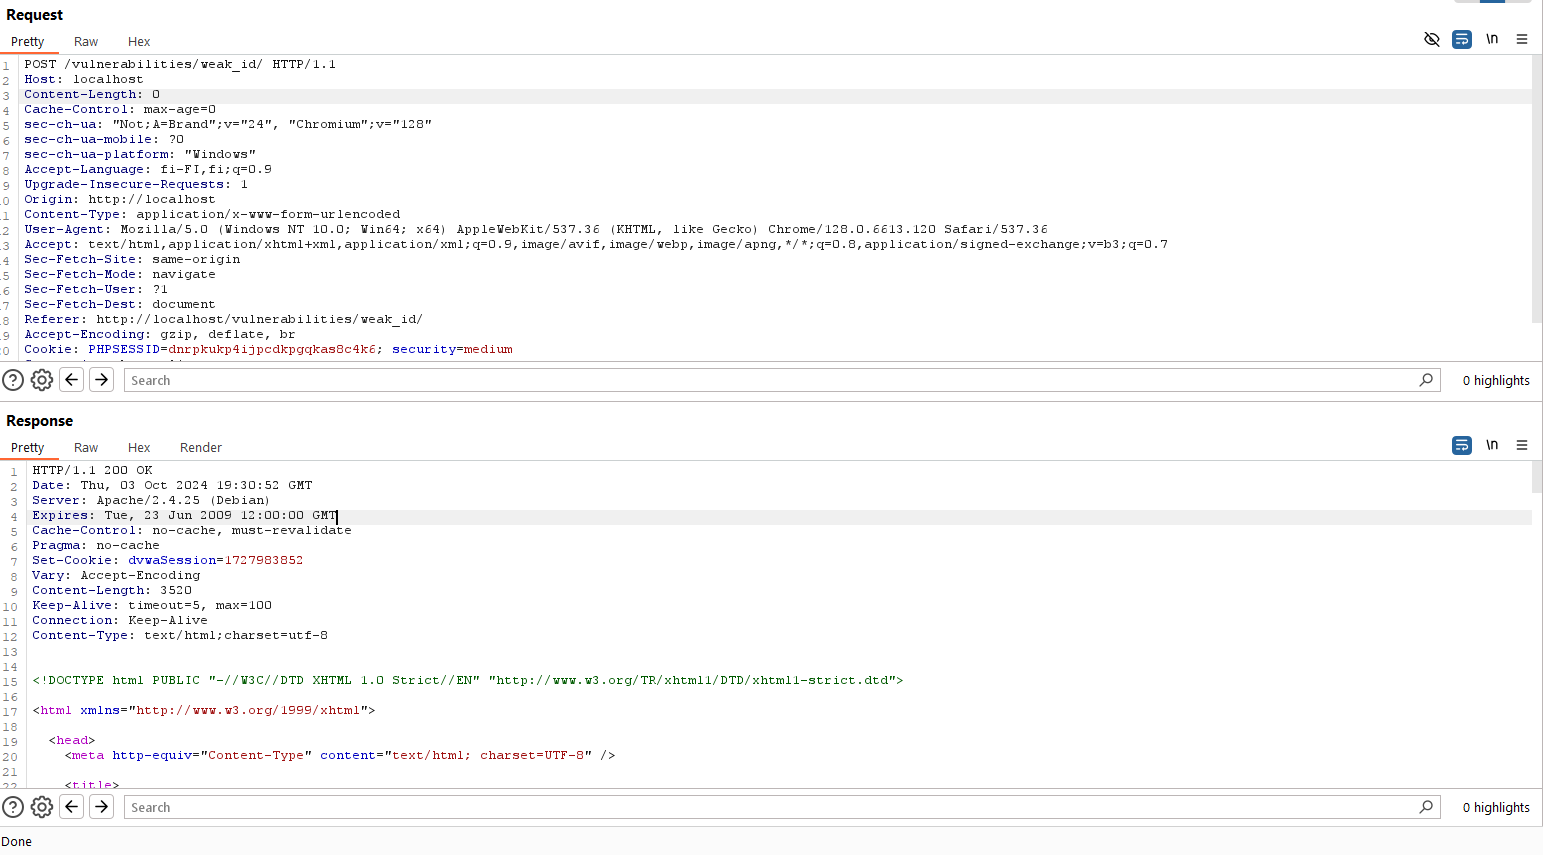 Request
Pretty Raw Hex
\n
1 POST /vulnerabilities/weak_id/ HTTP/1.1
2 Host: localhost
3 Content-Length: 0
4 Cache-Control: max-age=0
5 sec-ch-ua: "Not;A=Brand";v="24", "Chromium";v="128"
6 sec-ch-ua-mobile: ?0
7 sec-ch-ua-platform: "Windows"
8 Accept-Language: fi-FI,fi;q=0.9
9 Upgrade-Insecure-Requests: 1
.0 Origin: http://localhost
.1 Content-Type: application/x-www-form-urlencoded
.2 User-Agent: Mozilla/5.0 (Windows NT 10.0; Win64; x64) AppleWebKit/537.36 (KHTML, like Gecko) Chrome/128.0.6613.120 Safari/537.36
.3 Accept: text/html,application/xhtml+xml,application/xml;q=0.9,image/avif,image/webp,image/apng,*/*;q=0.8,application/signed-exchange;v=b3;q=0.7
.4 Sec-Fetch-Site: same-origin
.5 Sec-Fetch-Mode: navigate
.6 Sec-Fetch-User: ?1
.7 Sec-Fetch-Dest: document
.8 Referer: http://localhost/vulnerabilities/weak_id/
.9 Accept-Encoding: gzip, deflate, br
20 Cookie: PHPSESSID=dnrpkukp4ijpcdkpgqkas8c4k6; security=medium
Search
0 highlights
Response
Pretty Raw Hex Render
\n
1 HTTP/1.1 200 OK
2 Date: Thu, 03 Oct 2024 19:30:52 GMT
3 Server: Apache/2.4.25 (Debian)
4 Expires: Tue, 23 Jun 2009 12:00:00 GMT
5 Cache-Control: no-cache, must-revalidate
6 Pragma: no-cache
7 Set-Cookie: dvwaSession=1727983852
8 Vary: Accept-Encoding
9 Content-Length: 3520
10 Keep-Alive: timeout=5, max=100
11 Connection: Keep-Alive
12 Content-Type: text/html;charset=utf-8
13
14
15 <!DOCTYPE html PUBLIC "-//W3C//DTD XHTML 1.0 Strict//EN" "http://www.w3.org/TR/xhtml1/DTD/xhtml1-strict.dtd">
16
17 <html xmlns="http://www.w3.org/1999/xhtml">
18
19 <head>
20 <meta http-equiv="Content-Type" content="text/html; charset=UTF-8" />
21
22 <title>
Search
0 highlights
Done